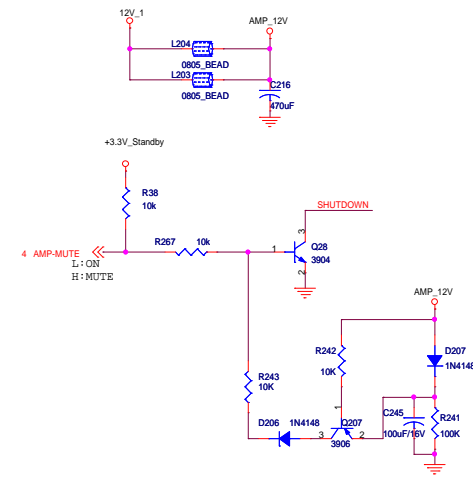 12V_1
AMP_12V
L204
0805_BEAD
L203
0805_BEAD
C216
470uF
+3.3V_Standby
R38
10k
SHUTDOWN
R267 10k
3
1
Q28
3904
2
4 AMP-MUTE
L:ON
H:MUTE
AMP_12V
R242
10K
D207
1N4148
R243
10K
D206 1N4148
1
Q207
3 2
3906
C245
100uF/16V
R241
100K